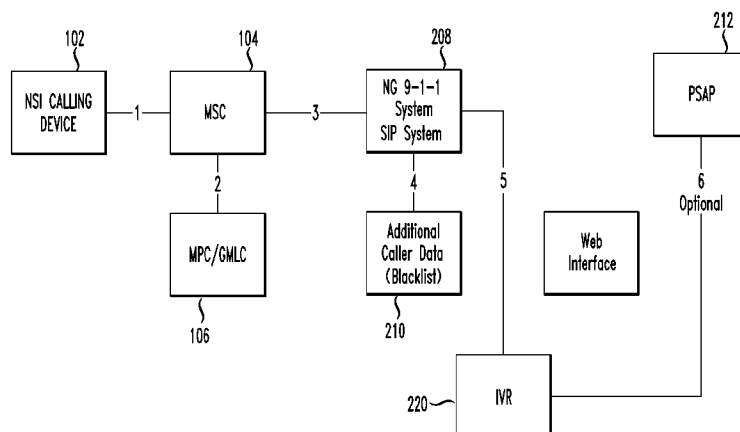 102
104
208
212
NSI CALLING
DEVICE
1
MSC
3
NG 9-1-1
System
SIP System
PSAP
2
4
5
6
Optional
MPC/GMLC
Additional
Caller Data
(Blacklist)
Web
Interface
106
210
220
IVR